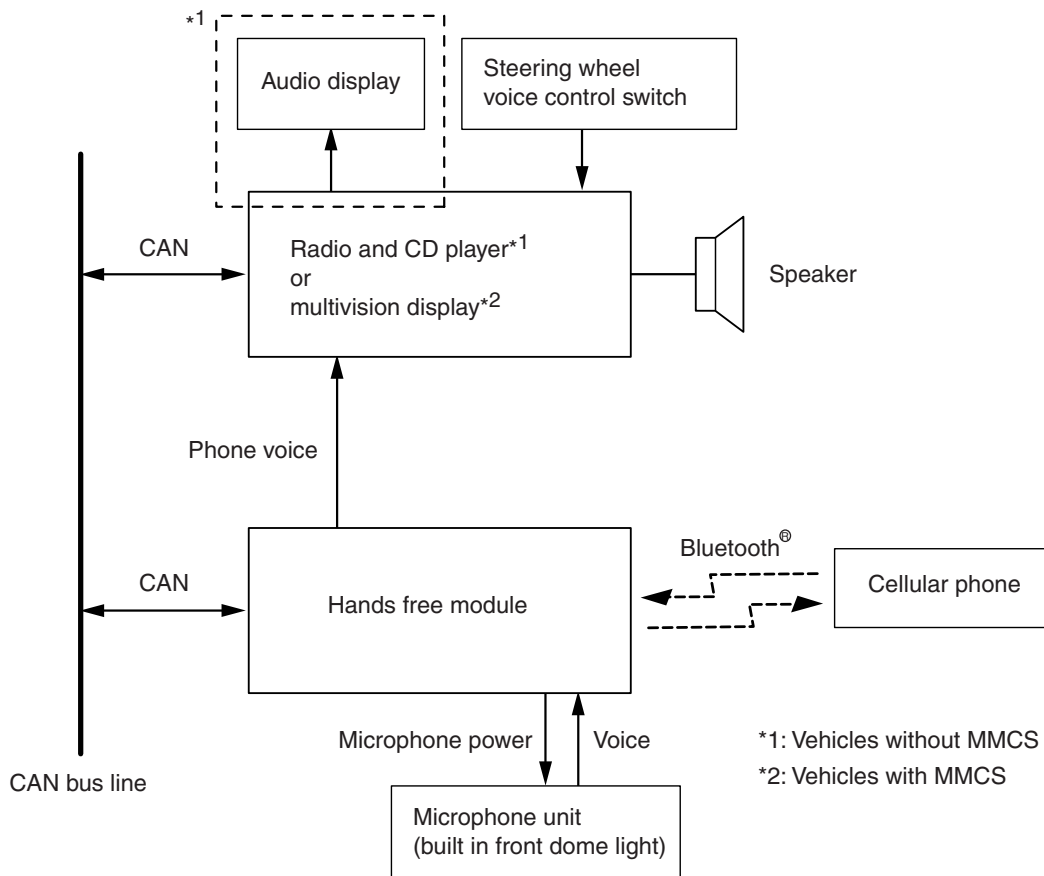 *1
Audio display
Steering wheel
voice control switch
CAN
Radio and CD player*1
or
multivision display*2
Speaker
Phone voice
CAN
Hands free module
Bluetooth®
Cellular phone
Microphone power
Voice
*1: Vehicles without MMCS
*2: Vehicles with MMCS
CAN bus line
Microphone unit
(built in front dome light)